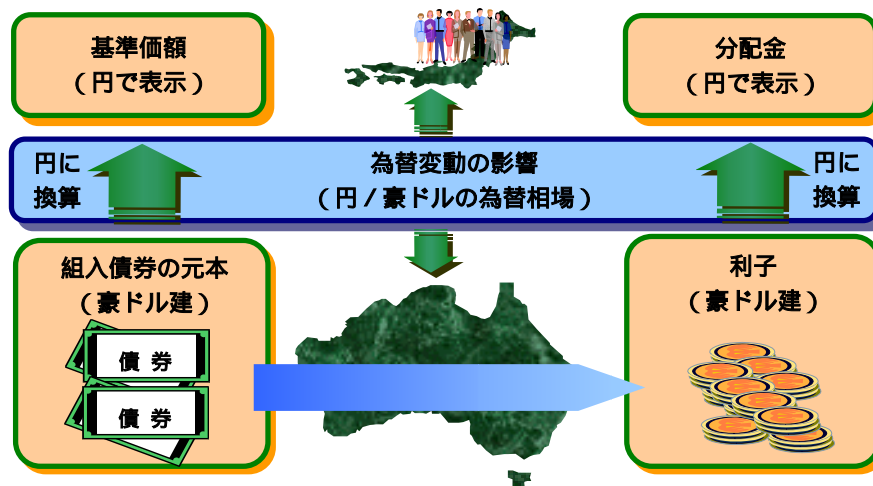 基準価額
（円で表示）
分配金
（円で表示）
円に
換算
為替変動の影響
（円／豪ドルの為替相場）
円に
換算
組入債券の元本
（豪ドル建）
債 券
債 券
利子
（豪ドル建）